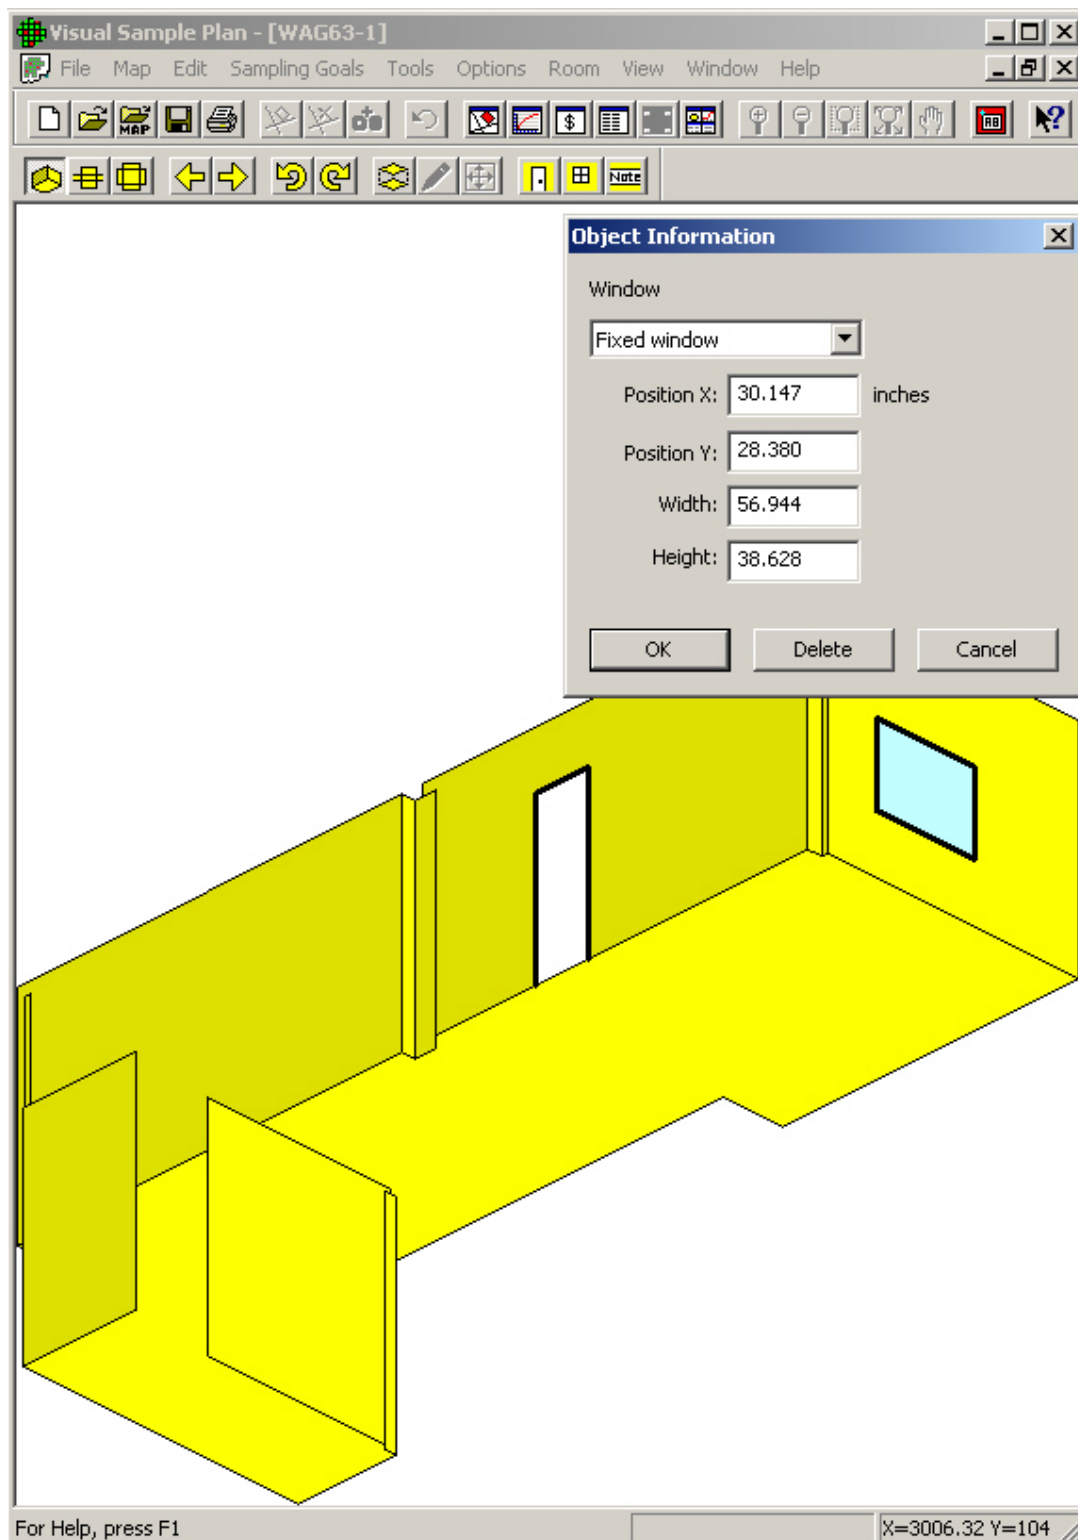 Visual Sample Plan - [WAG63-1]
File Map Edit Sampling Goals Tools Options Room View Window Help
MAP $ AB ?
Note
Object Information
Window
Fixed window
Position X: 30.147 inches
Position Y: 28.380
Width: 56.944
Height: 38.628
OK Delete Cancel
For Help, press F1 X=3006.32 Y=104